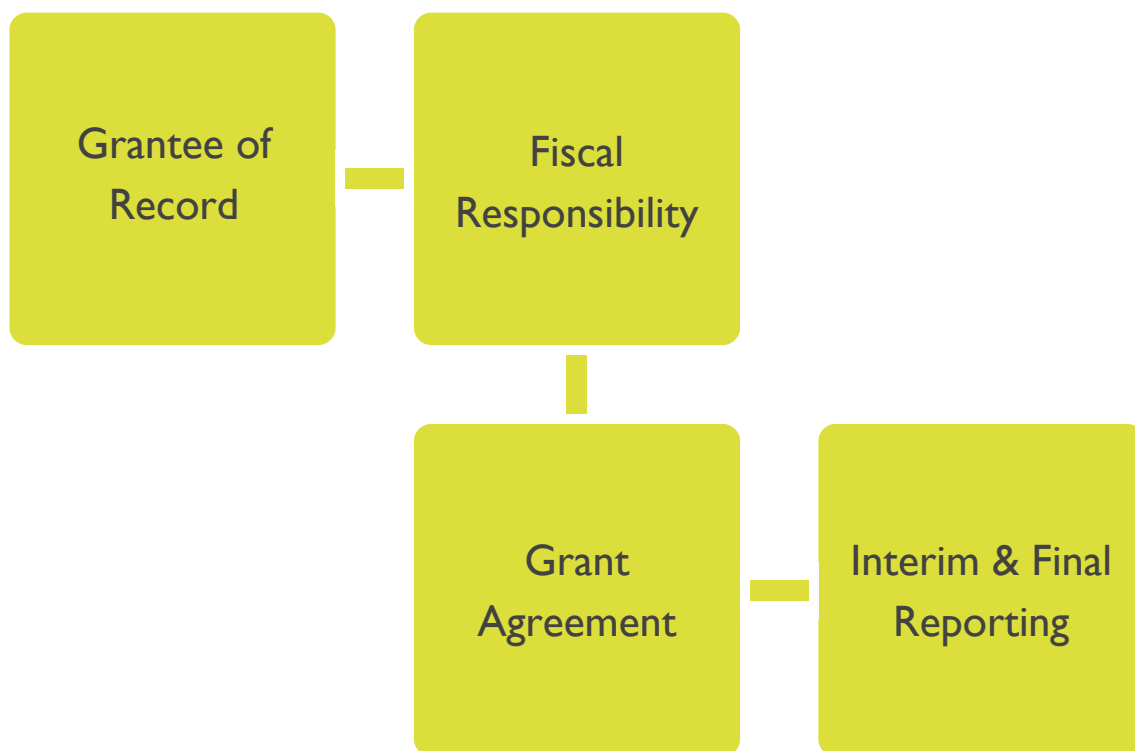 Grantee of
Record
Fiscal
Responsibility
Grant
Agreement
Interim & Final
Reporting